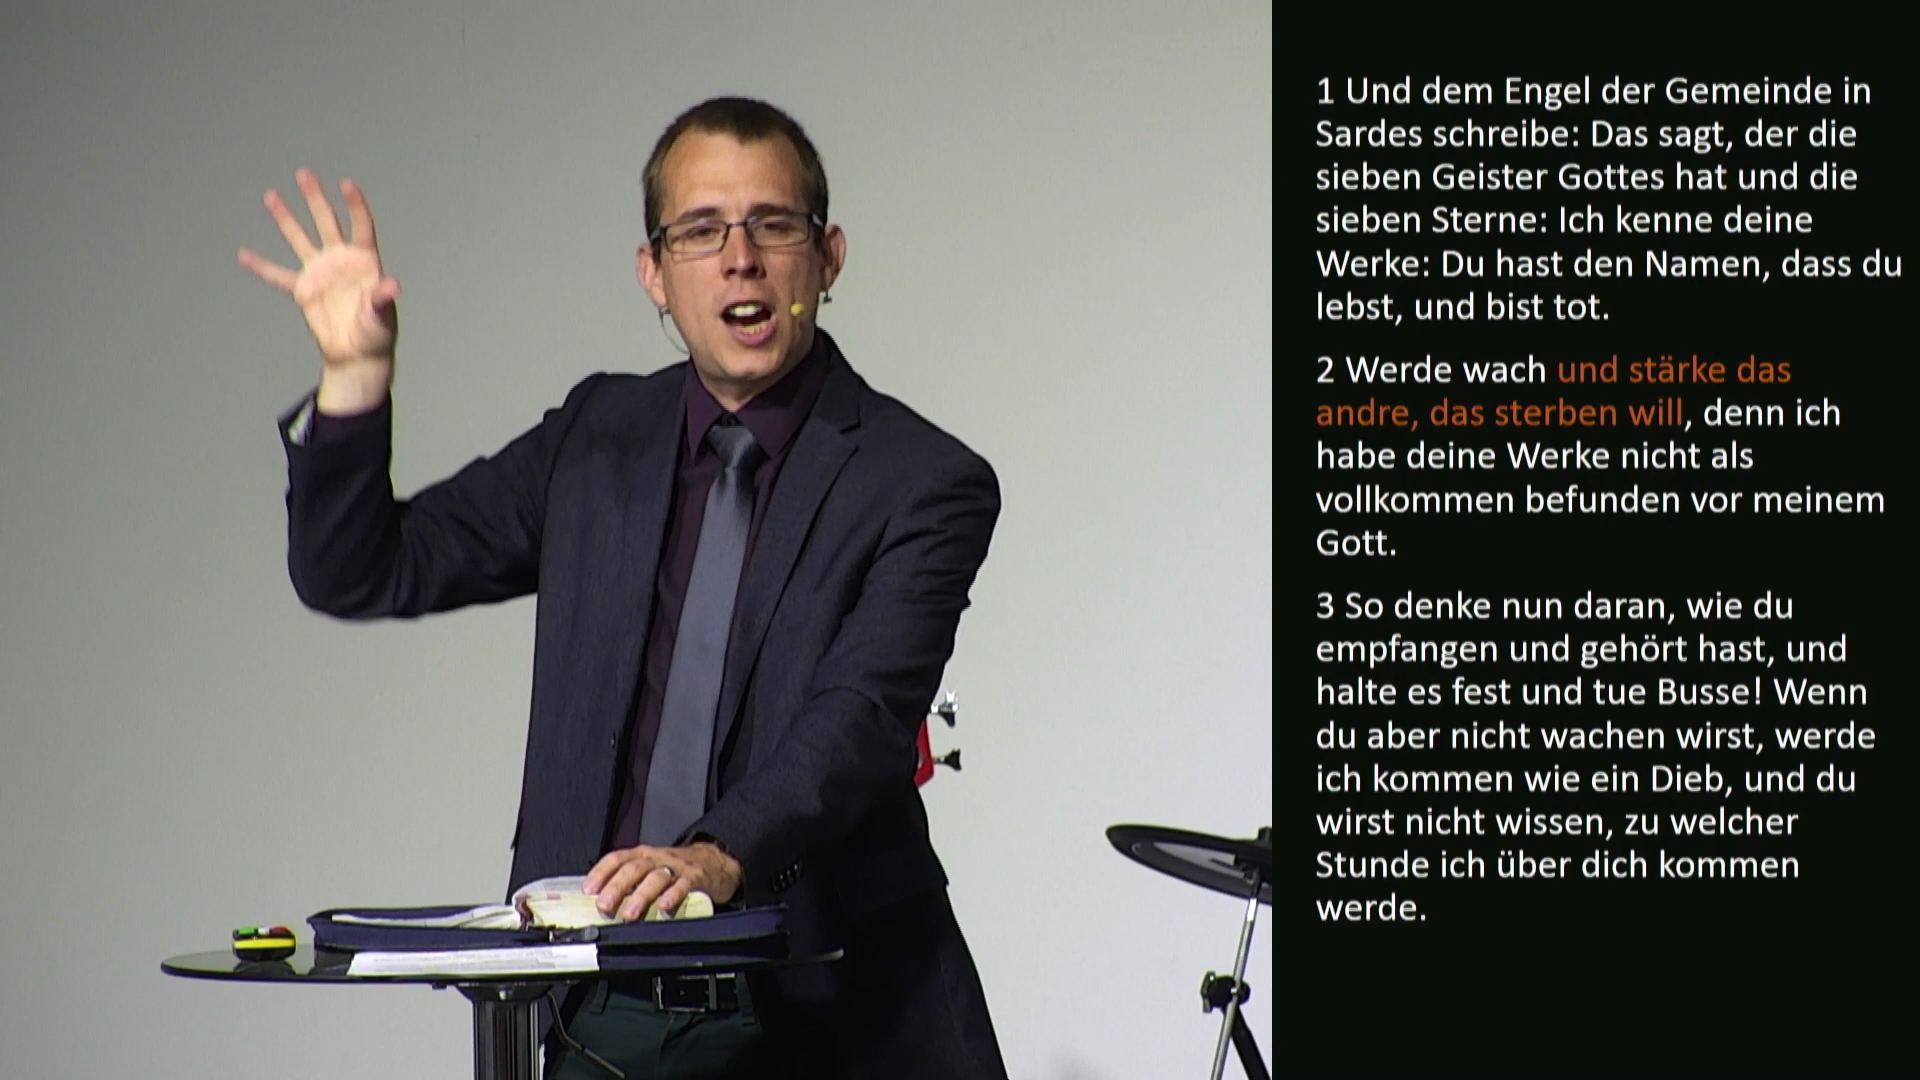 1 Und dem Engel der Gemeinde in
Sardes schreibe: Das sagt, der die
sieben Geister Gottes hat und die
sieben Sterne: Ich kenne deine
Werke: Du hast den Namen, dass du
lebst, und bist tot.
2 Werde wach und stärke das
andre, das sterben will, denn ich
habe deine Werke nicht als
vollkommen befunden vor meinem
Gott.
3 So denke nun daran, wie du
empfangen und gehört hast, und
halte es fest und tue Busse! Wenn
du aber nicht wachen wirst, werde
ich kommen wie ein Dieb, und du
wirst nicht wissen, zu welcher
Stunde ich über dich kommen
werde.